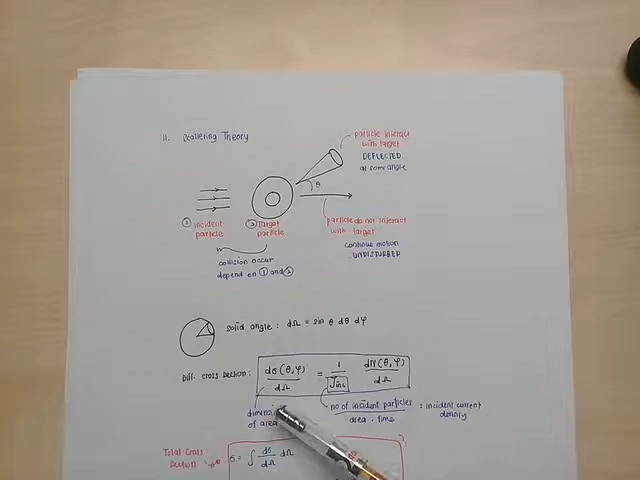 11. Scattering Theory
particle interact
with target
DEFLECTED
at some angle
θ
① incident
particle
② Target
particle
particle do not interact
with target
continue motion
UNDISTURBED
collision occur
depend on ① and ②
Solid angle : dΩ = sin θ dθ dφ
Diff. cross section : dσ(θ,φ)/dΩ = 1/Jinc dN(θ,φ)/dΩ
of area
no of incident particles / area · time = incident current
density
Total Cross
Section
σ = ∫ dσ/dΩ dΩ